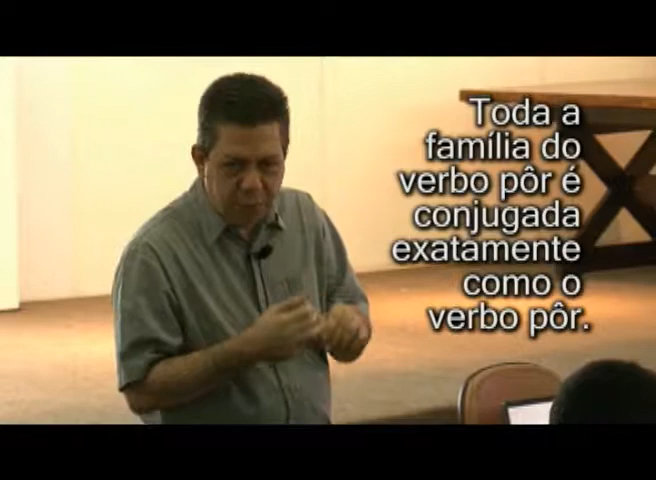 Toda a
família do
verbo pôr é
conjugada
exatamente
como o
verbo pôr.